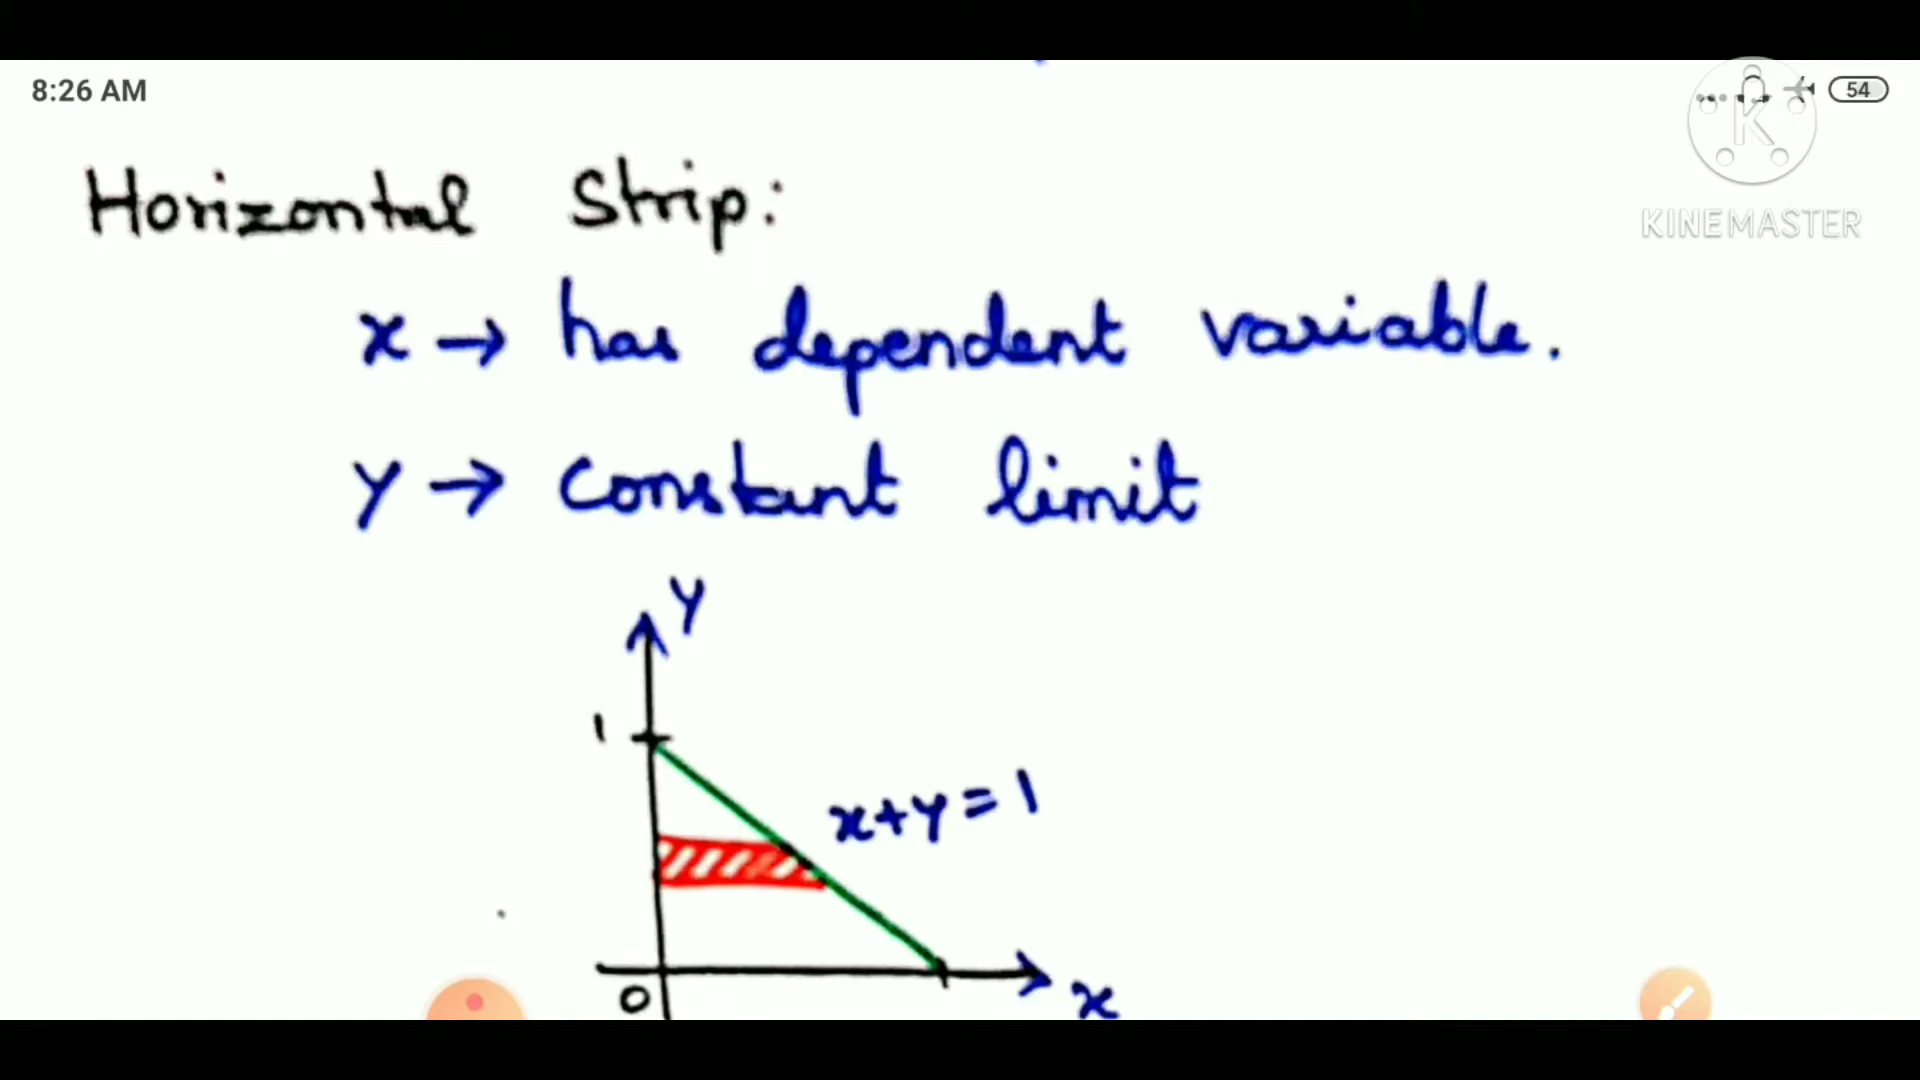 8:26 AM
54
K
KINEMASTER
Horizontal Strip:
x → has dependent variable.
y → constant limit
y
1
x+y=1
0
x